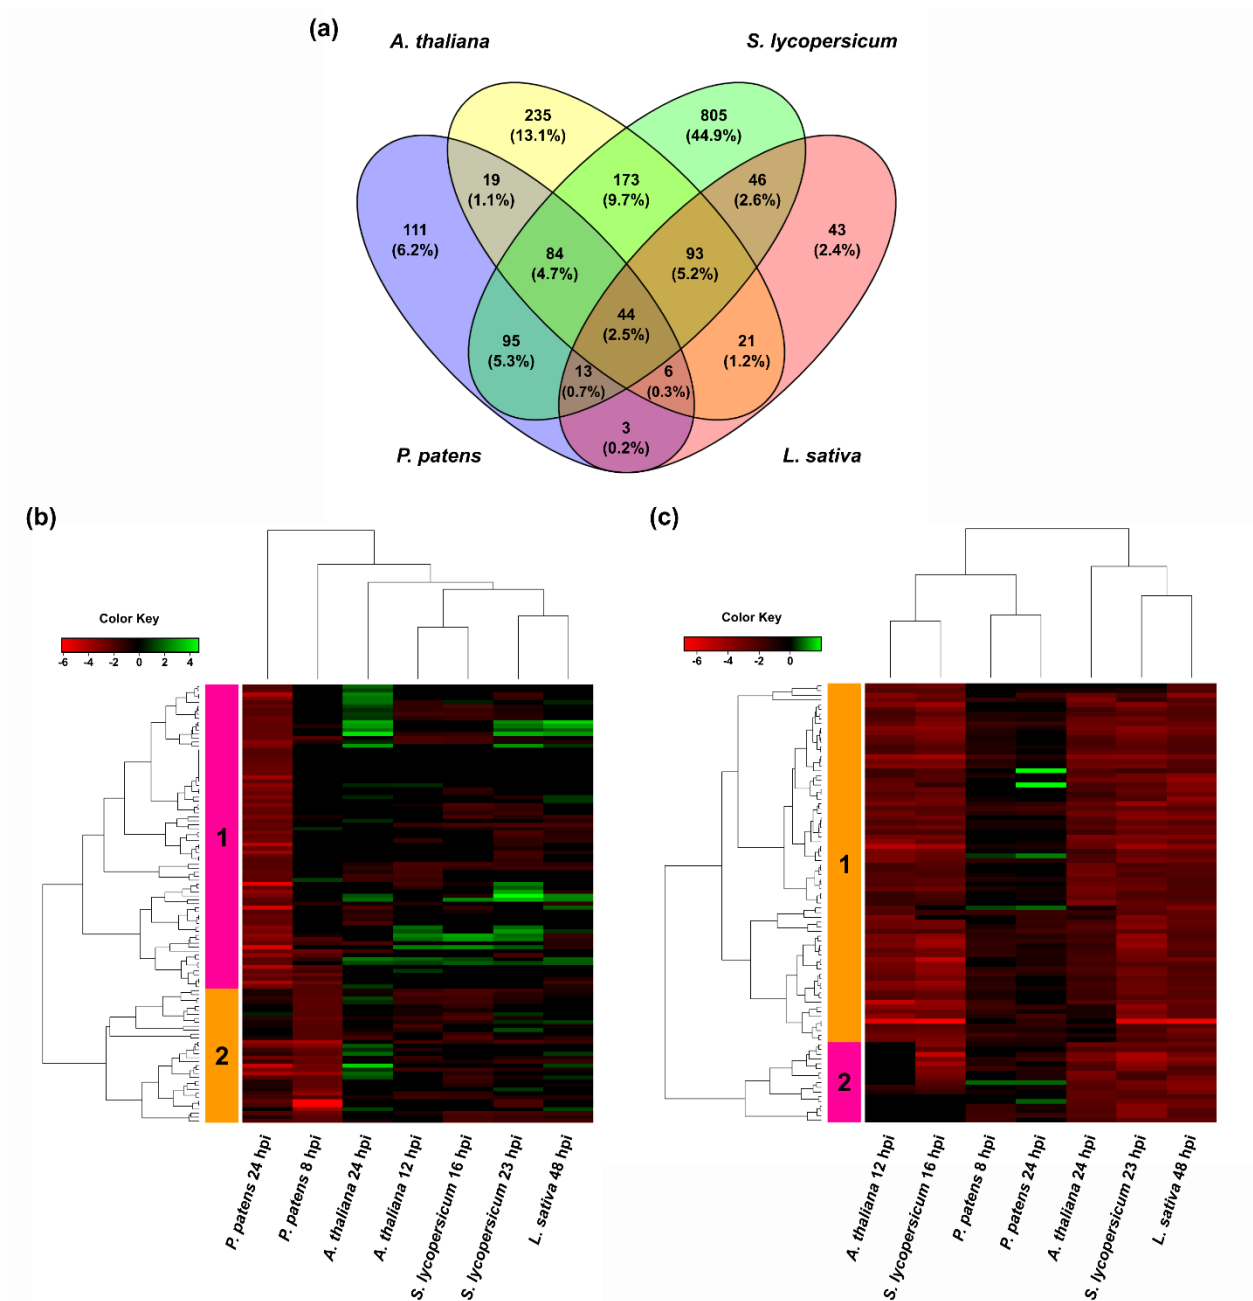 (a)
A. thaliana
S. lycopersicum
235
(13.1%)
805
(44.9%)
19
(1.1%)
173
(9.7%)
46
(2.6%)
111
(6.2%)
43
(2.4%)
84
(4.7%)
93
(5.2%)
44
(2.5%)
95
(5.3%)
21
(1.2%)
13
(0.7%)
6
(0.3%)
3
(0.2%)
P. patens
L. sativa
(b)
Color Key
-6 -4 -2 0 2 4
1
2
P. patens 24 hpi
P. patens 8 hpi
A. thaliana 24 hpi
A. thaliana 12 hpi
S. lycopersicum 16 hpi
S. lycopersicum 23 hpi
L. sativa 48 hpi
(c)
Color Key
-6 -4 -2 0
1
2
A. thaliana 12 hpi
S. lycopersicum 16 hpi
P. patens 8 hpi
P. patens 24 hpi
A. thaliana 24 hpi
S. lycopersicum 23 hpi
L. sativa 48 hpi